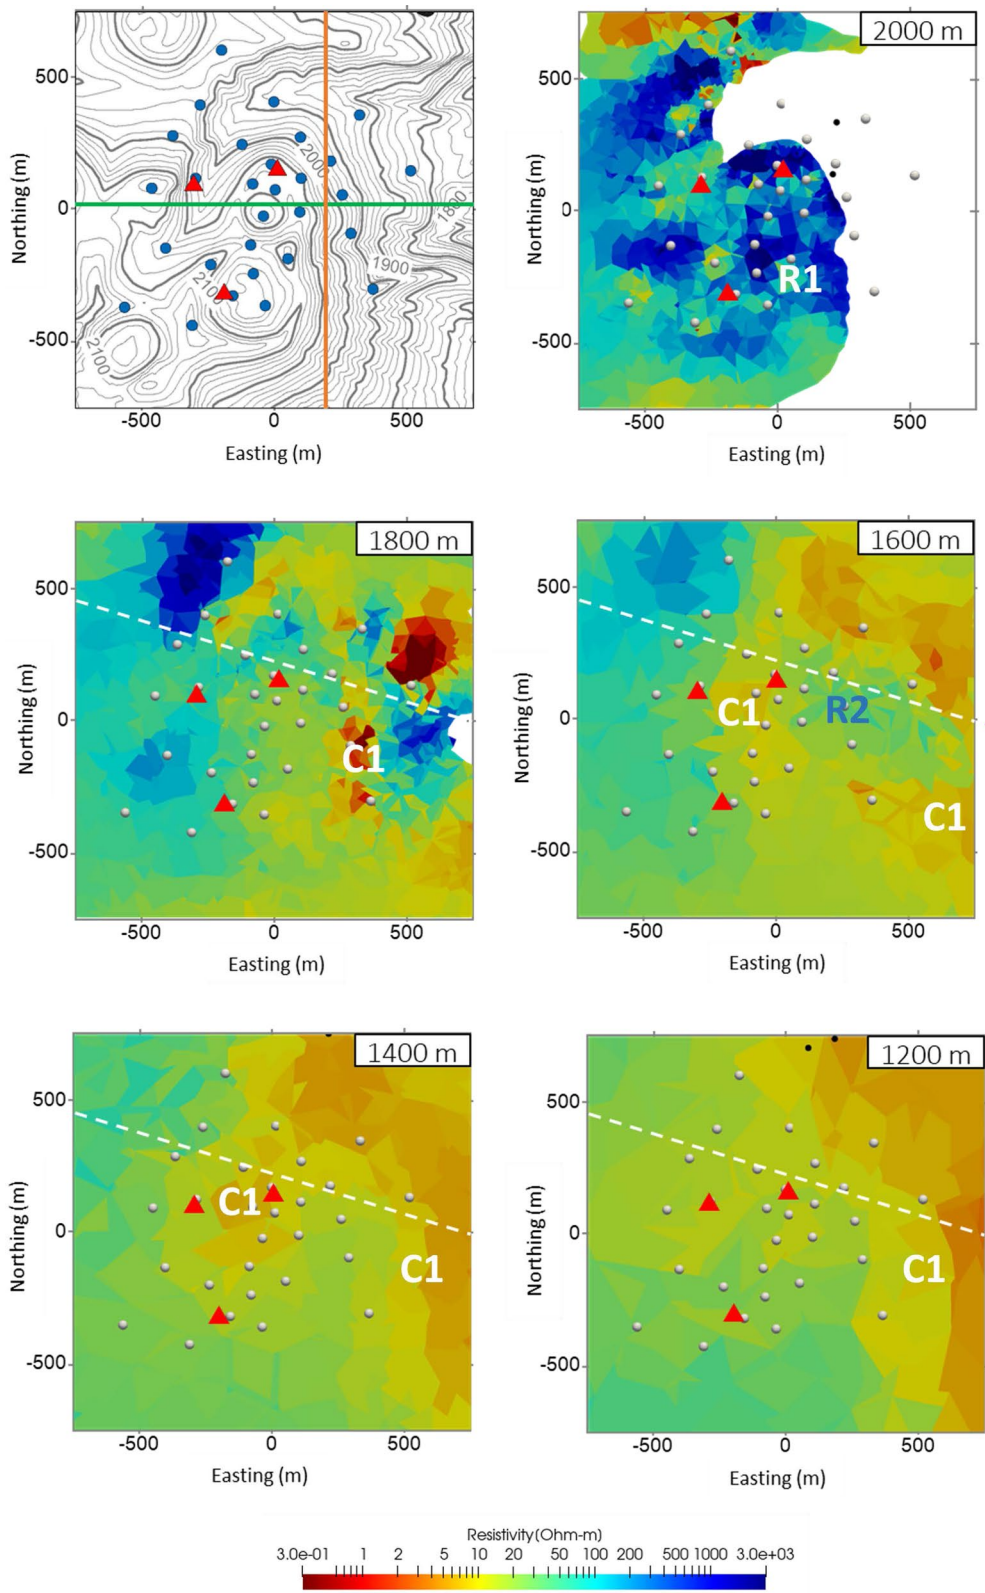 2000 m
500
500
Northing (m)
Northing (m)
2000
1800
0
0
1900
2100
R1
-500
-500
2100
-500
0
500
-500
0
500
Easting (m)
Easting (m)
1800 m
1600 m
500
500
Northing (m)
Northing (m)
C1
R2
0
0
C1
C1
-500
-500
-500
0
500
-500
0
500
Easting (m)
Easting (m)
1400 m
1200 m
500
500
Northing (m)
Northing (m)
C1
0
0
C1
C1
-500
-500
-500
0
500
-500
0
500
Easting (m)
Easting (m)
Resistivity (Ohm-m)
3.0e-01 1 2 5 10 20 50 100 200 500 1000 3.0e+03